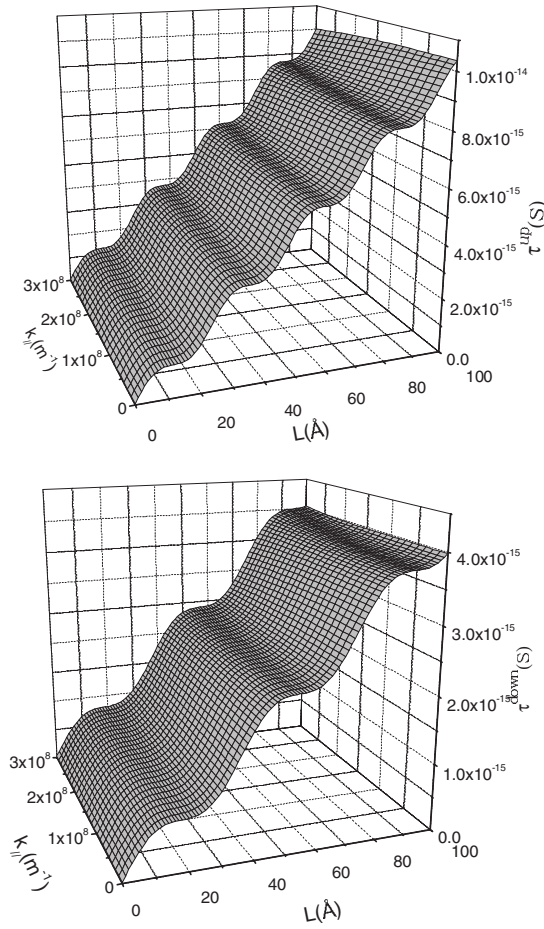 1.0x10⁻¹⁴
8.0x10⁻¹⁵
6.0x10⁻¹⁵
4.0x10⁻¹⁵
2.0x10⁻¹⁵
0.0
τup(S)
3x10⁸
2x10⁸
1x10⁸
0
k//(m⁻¹)
0
20
40
60
80
100
L(Å)
4.0x10⁻¹⁵
3.0x10⁻¹⁵
2.0x10⁻¹⁵
1.0x10⁻¹⁵
0.0
τdown(S)
3x10⁸
2x10⁸
1x10⁸
0
k//(m⁻¹)
0
20
40
60
80
100
L(Å)